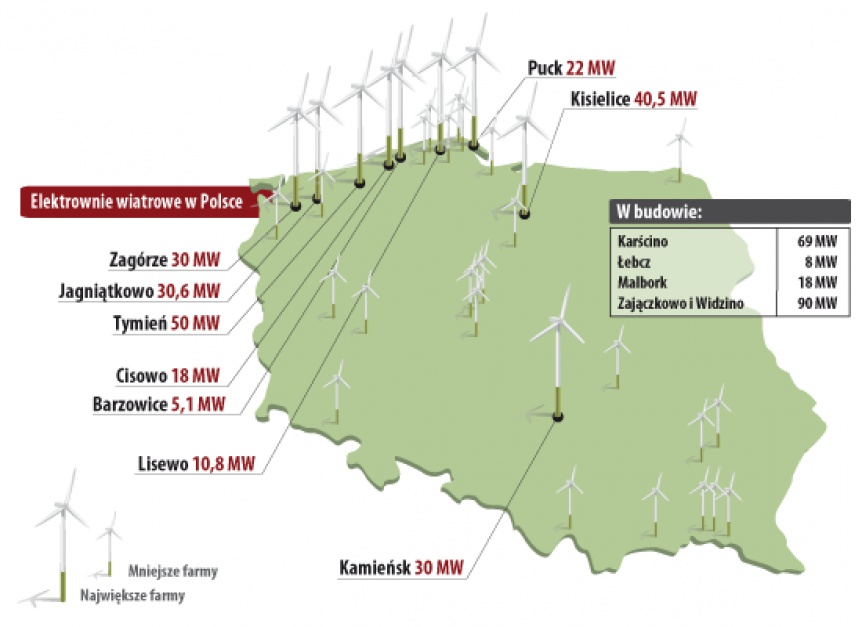 Puck 22 MW
Kisielice 40,5 MW
Elektrownie wiatrowe w Polsce
W budowie:
Karścino 69 MW
Łebcz 8 MW
Malbork 18 MW
Zajączkowo i Widzino 90 MW
Zagórze 30 MW
Jagniątkowo 30,6 MW
Tymień 50 MW
Cisowo 18 MW
Barzowice 5,1 MW
Lisewo 10,8 MW
Kamieńsk 30 MW
Mniejsze farmy
Największe farmy